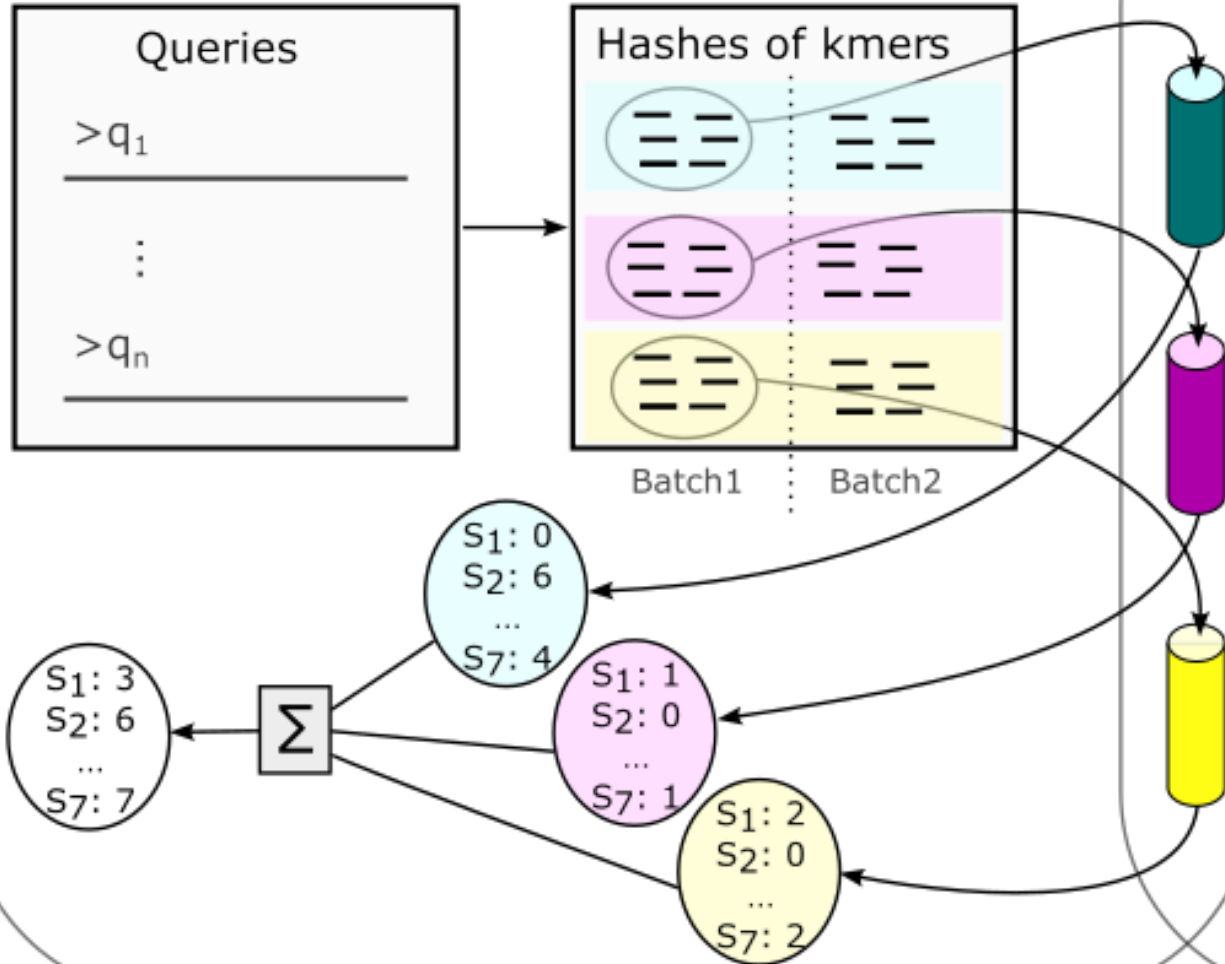 Queries
>q1
⋮
>qn
Hashes of kmers
Batch1
Batch2
S1: 0
S2: 6
...
S7: 4
S1: 1
S2: 0
...
S7: 1
S1: 2
S2: 0
...
S7: 2
Σ
S1: 3
S2: 6
...
S7: 7